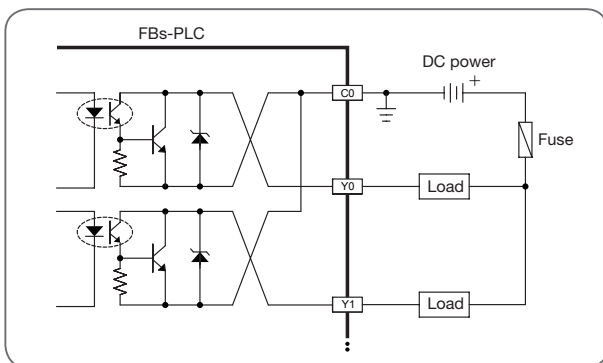 FBs-PLC
DC power
C0
+
Fuse
Y0
Load
Y1
Load